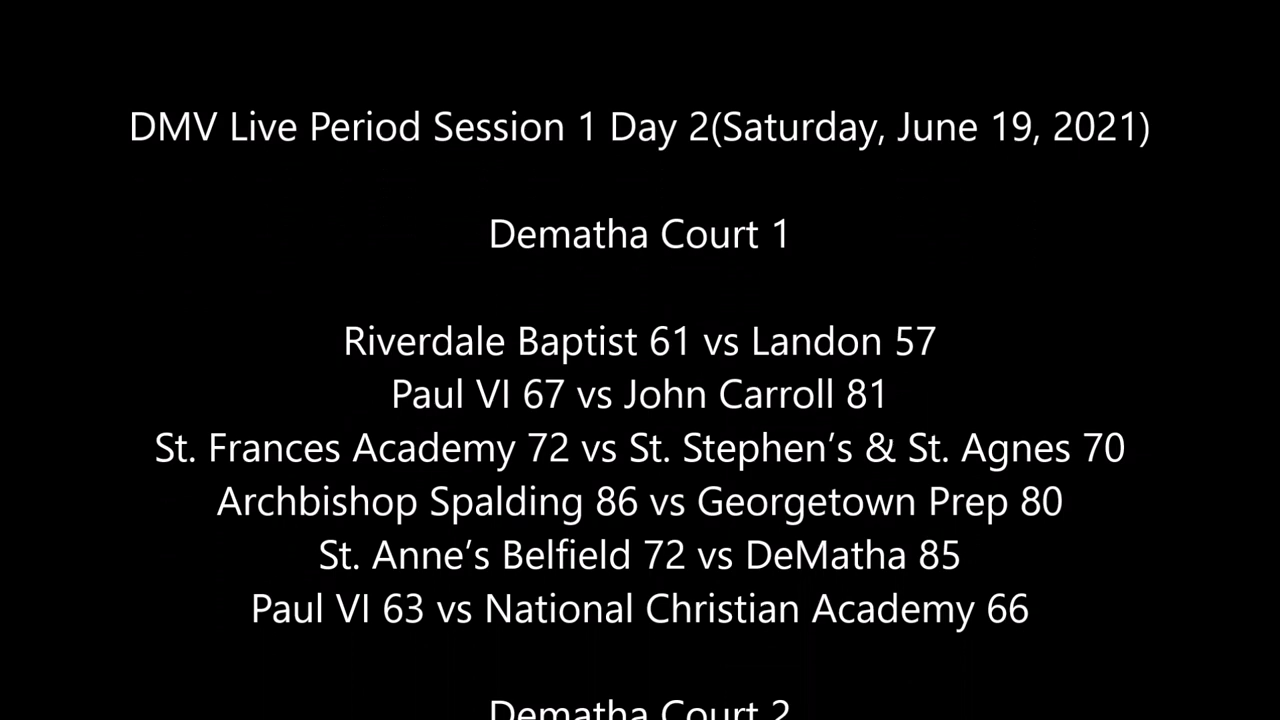 DMV Live Period Session 1 Day 2(Saturday, June 19, 2021)
Dematha Court 1
Riverdale Baptist 61 vs Landon 57
Paul VI 67 vs John Carroll 81
St. Frances Academy 72 vs St. Stephen’s & St. Agnes 70
Archbishop Spalding 86 vs Georgetown Prep 80
St. Anne’s Belfield 72 vs DeMatha 85
Paul VI 63 vs National Christian Academy 66
Dematha Court 2